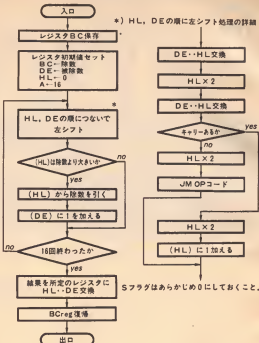 入口
レジスタBC保存
レジスタ初期値セット
BC←除数
DE←被除数
HL←0
A←16
*
HL，DEの順につないで
左シフト
(HL)は除数より大きいか
no
yes
(HL)から除数を引く
(DE)に1を加える
16回終わったか
no
yes
結果を所定のレジスタに
HL‥DE交換
BCreg復帰
出口
*）HL，DEの順に左シフト処理の詳細
DE‥HL交換
HL×2
DE‥HL交換
キャリーあるか
yes
no
HL×2
JMOPコード
HL×2
(HL)に1加える
Sフラグはあらかじめ0にしておくこと。